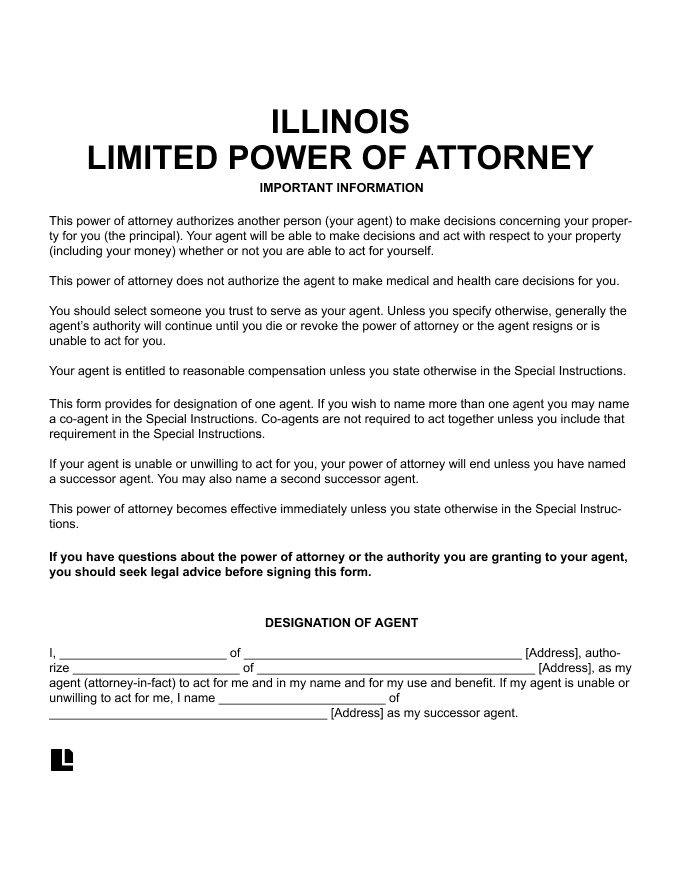 ILLINOIS
LIMITED POWER OF ATTORNEY
IMPORTANT INFORMATION
This power of attorney authorizes another person (your agent) to make decisions concerning your proper-
ty for you (the principal). Your agent will be able to make decisions and act with respect to your property
(including your money) whether or not you are able to act for yourself.
This power of attorney does not authorize the agent to make medical and health care decisions for you.
You should select someone you trust to serve as your agent. Unless you specify otherwise, generally the
agent’s authority will continue until you die or revoke the power of attorney or the agent resigns or is
unable to act for you.
Your agent is entitled to reasonable compensation unless you state otherwise in the Special Instructions.
This form provides for designation of one agent. If you wish to name more than one agent you may name
a co-agent in the Special Instructions. Co-agents are not required to act together unless you include that
requirement in the Special Instructions.
If your agent is unable or unwilling to act for you, your power of attorney will end unless you have named
a successor agent. You may also name a second successor agent.
This power of attorney becomes effective immediately unless you state otherwise in the Special Instruc-
tions.
If you have questions about the power of attorney or the authority you are granting to your agent,
you should seek legal advice before signing this form.
DESIGNATION OF AGENT
I, ________________________ of ________________________________________ [Address], autho-
rize ________________________ of ________________________________________ [Address], as my
agent (attorney-in-fact) to act for me and in my name and for my use and benefit. If my agent is unable or
unwilling to act for me, I name ________________________ of
________________________________________ [Address] as my successor agent.